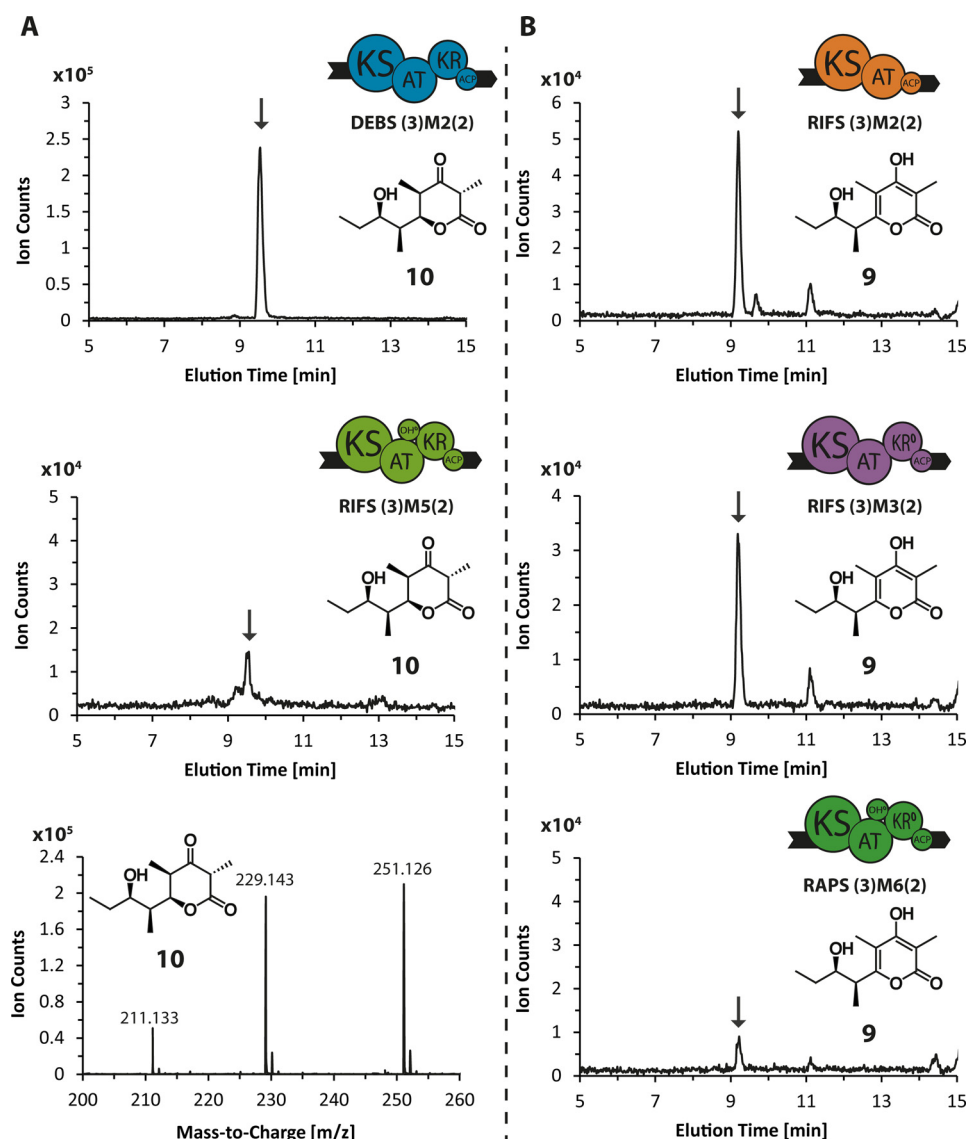 A
KS
AT
KR
ACP
DEBS (3)M2(2)
x10⁵
3
2.5
2
1.5
1
0.5
0
Ion Counts
5 7 9 11 13 15
Elution Time [min]
O
OH
O
O
10
KS
AT
OH*
KR
ACP
RIFS (3)M5(2)
x10⁴
5
4
3
2
1
0
Ion Counts
5 7 9 11 13 15
Elution Time [min]
O
OH
O
O
10
x10⁵
2.4
2
1.6
1.2
0.8
0.4
0
Ion Counts
O
OH
O
O
10
211.133
229.143
251.126
200 210 220 230 240 250 260
Mass-to-Charge [m/z]
B
KS
AT
ACP
RIFS (3)M2(2)
x10⁴
6
5
4
3
2
1
0
Ion Counts
5 7 9 11 13 15
Elution Time [min]
OH
OH
O
O
9
KS
AT
KR⁰
ACP
RIFS (3)M3(2)
x10⁴
4
3
2
1
0
Ion Counts
5 7 9 11 13 15
Elution Time [min]
OH
OH
O
O
9
KS
AT
OH*
KR⁰
ACP
RAPS (3)M6(2)
x10⁴
5
4
3
2
1
0
Ion Counts
5 7 9 11 13 15
Elution Time [min]
OH
OH
O
O
9